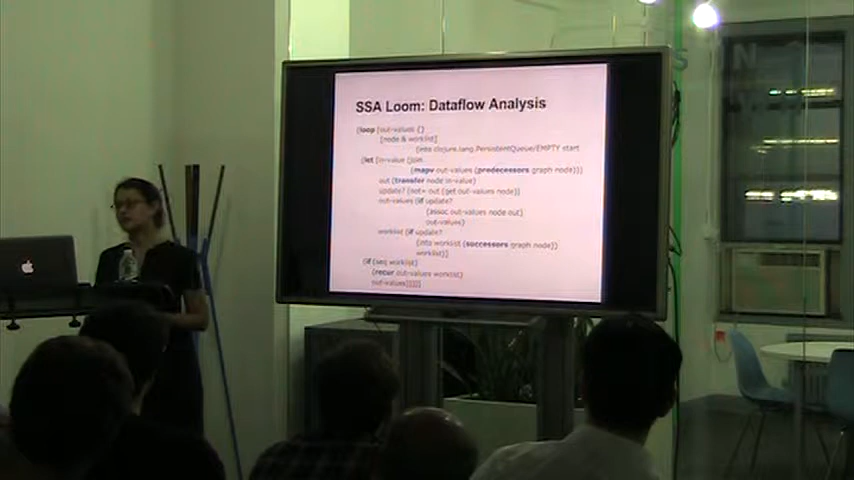 SSA Loom: Dataflow Analysis
(loop [out-values {}
[node & worklist]
(into clojure.lang.PersistentQueue/EMPTY start
(let [in-value (join
(mapv out-values (predecessors graph node)))
out (transfer node in-value)
update? (not= out (get out-values node))
out-values (if update?
(assoc out-values node out)
out-values)
worklist (if update?
(into worklist (successors graph node))
worklist)]
(if (seq worklist)
(recur out-values worklist)
out-values)))))